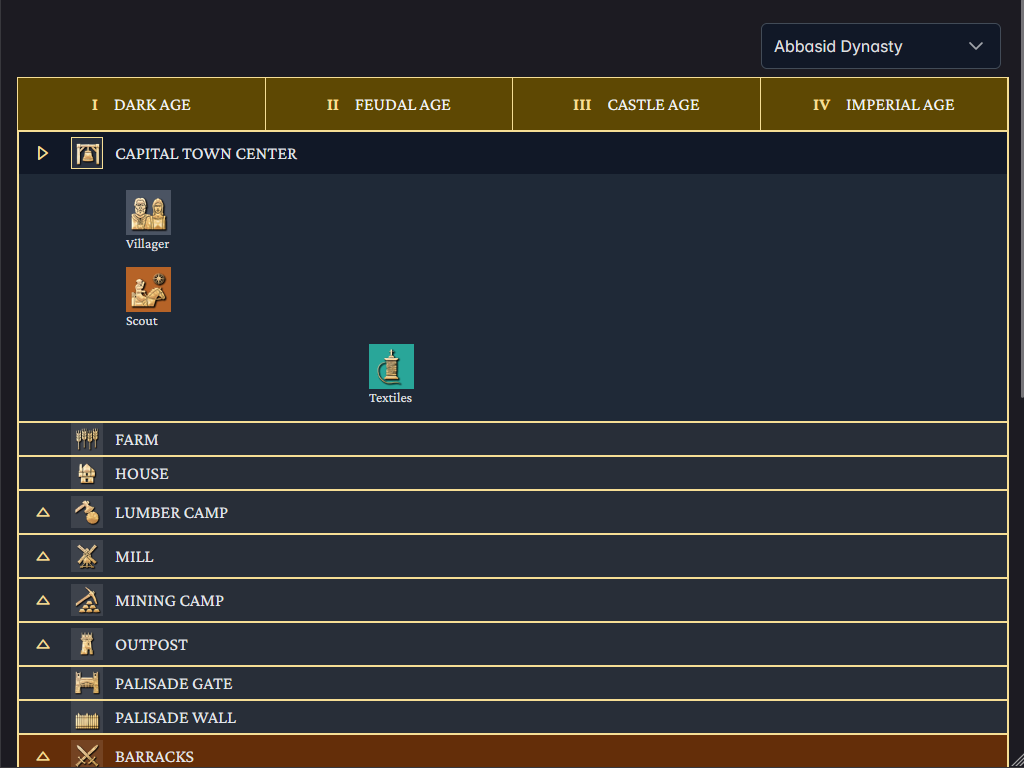 Abbasid Dynasty
I DARK AGE II FEUDAL AGE III CASTLE AGE IV IMPERIAL AGE
CAPITAL TOWN CENTER
Villager
Scout
Textiles
FARM
HOUSE
LUMBER CAMP
MILL
MINING CAMP
OUTPOST
PALISADE GATE
PALISADE WALL
BARRACKS